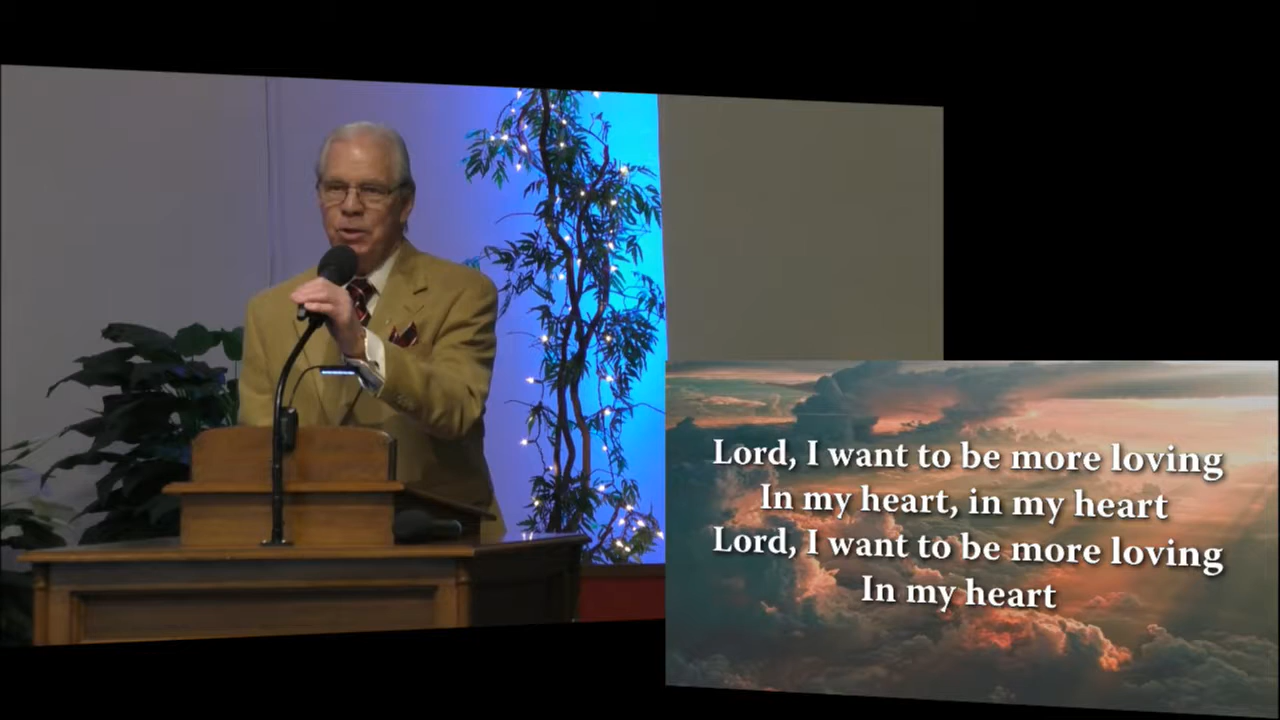 Lord, I want to be more loving
In my heart, in my heart
Lord, I want to be more loving
In my heart